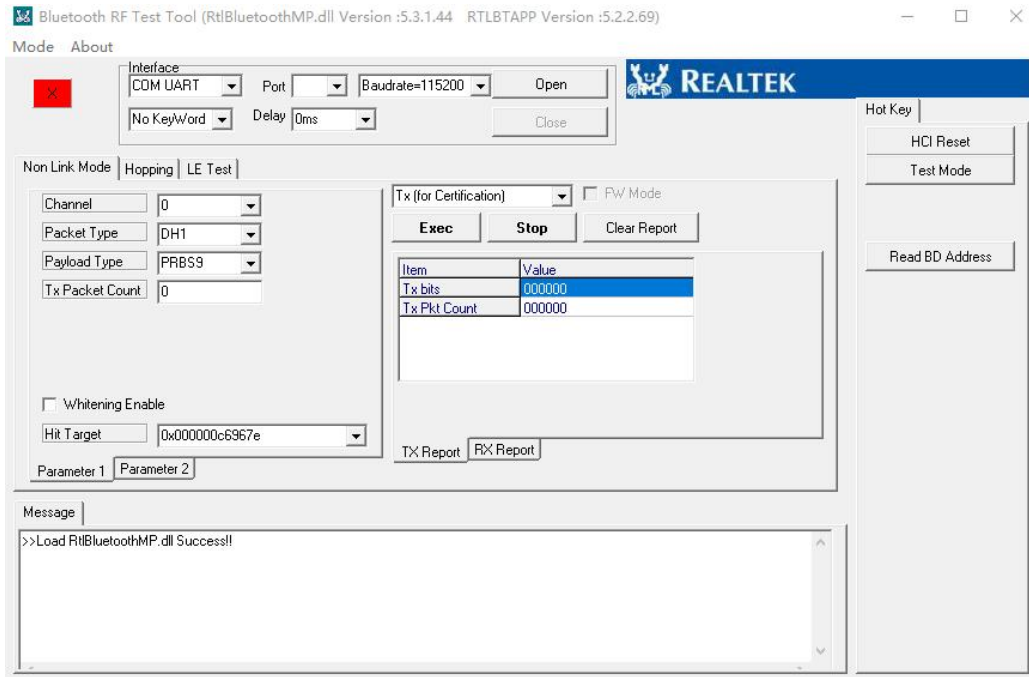 Bluetooth RF Test Tool (RtlBluetoothMP.dll Version :5.3.1.44 RTLBTAPP Version :5.2.2.69)
Mode About
X
Interface
COM UART Port Baudrate=115200 Open
No KeyWord Delay 0ms Close
REALTEK
Hot Key
HCI Reset
Test Mode
Read BD Address
Non Link Mode Hopping LE Test
Channel 0
Packet Type DH1
Payload Type PRBS9
Tx Packet Count 0
Whitening Enable
Hit Target 0x000000c6967e
Parameter 1 Parameter 2
Tx (for Certification) FW Mode
Exec Stop Clear Report
Item Value
Tx bits 000000
Tx Pkt Count 000000
TX Report RX Report
Message
>>Load RtlBluetoothMP.dll Success!!